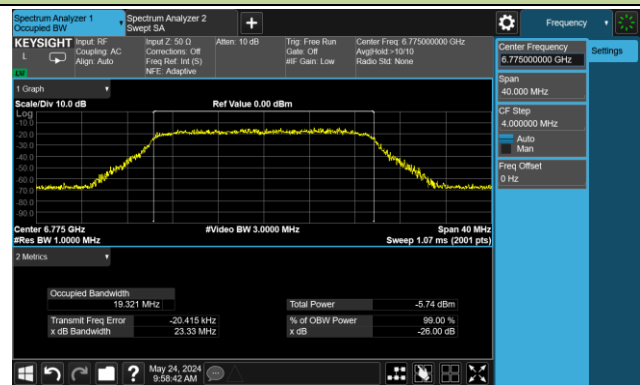 Spectrum Analyzer 1
Occupied BW
Spectrum Analyzer 2
Swept SA
+
Frequency
KEYSIGHT
L
Input: RF
Coupling: AC
Align: Auto
Input Z: 50 Ω
Corrections: Off
Freq Ref: Int (S)
NFE: Adaptive
Atten: 10 dB
Trig: Free Run
Gate: Off
#IF Gain: Low
Center Freq: 6.775000000 GHz
Avg|Hold:>10/10
Radio Std: None
Center Frequency
6.775000000 GHz
Settings
Span
40.000 MHz
CF Step
4.000000 MHz
Auto
Man
Freq Offset
0 Hz
1 Graph
Scale/Div 10.0 dB
Ref Value 0.00 dBm
Log
-10.0
-20.0
-30.0
-40.0
-50.0
-60.0
-70.0
-80.0
-90.0
Center 6.775 GHz
#Video BW 3.0000 MHz
Span 40 MHz
#Res BW 1.0000 MHz
Sweep 1.07 ms (2001 pts)
2 Metrics
Occupied Bandwidth
19.321 MHz
Total Power -5.74 dBm
Transmit Freq Error -20.415 kHz
% of OBW Power 99.00 %
x dB Bandwidth 23.33 MHz
x dB -26.00 dB
?
May 24, 2024
9:58:42 AM